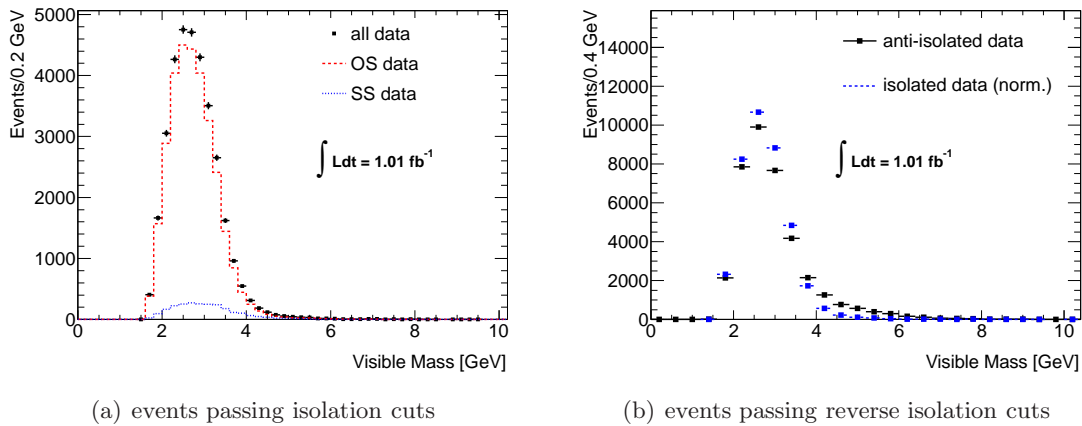 Events/0.2 GeV
5000
4000
3000
2000
1000
0
all data
OS data
SS data
∫ Ldt = 1.01 fb⁻¹
0 2 4 6 8 10
Visible Mass [GeV]
(a) events passing isolation cuts
Events/0.4 GeV
14000
12000
10000
8000
6000
4000
2000
0
anti-isolated data
isolated data (norm.)
∫ Ldt = 1.01 fb⁻¹
0 2 4 6 8 10
Visible Mass [GeV]
(b) events passing reverse isolation cuts